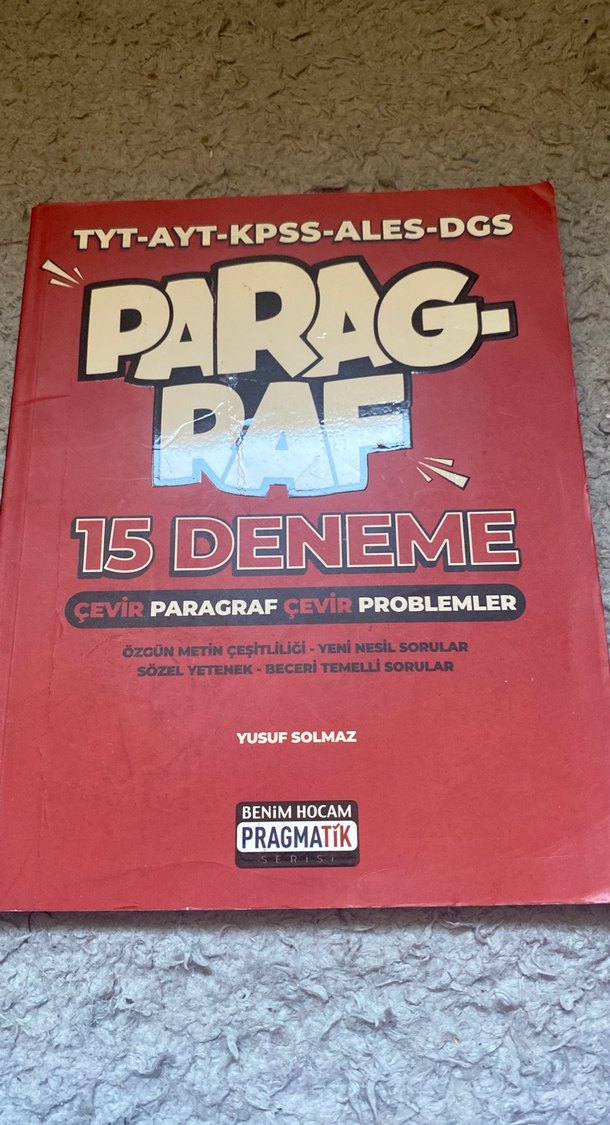 TYT-AYT-KPSS-ALES-DGS
PARAG-
RAF
15 DENEME
ÇEVİR PARAGRAF ÇEVİR PROBLEMLER
ÖZGÜN METİN ÇEŞİTLİLİĞİ - YENİ NESİL SORULAR
SÖZEL YETENEK - BECERİ TEMELLİ SORULAR
YUSUF SOLMAZ
BENİM HOCAM
PRAGMATİK
SERİSİ